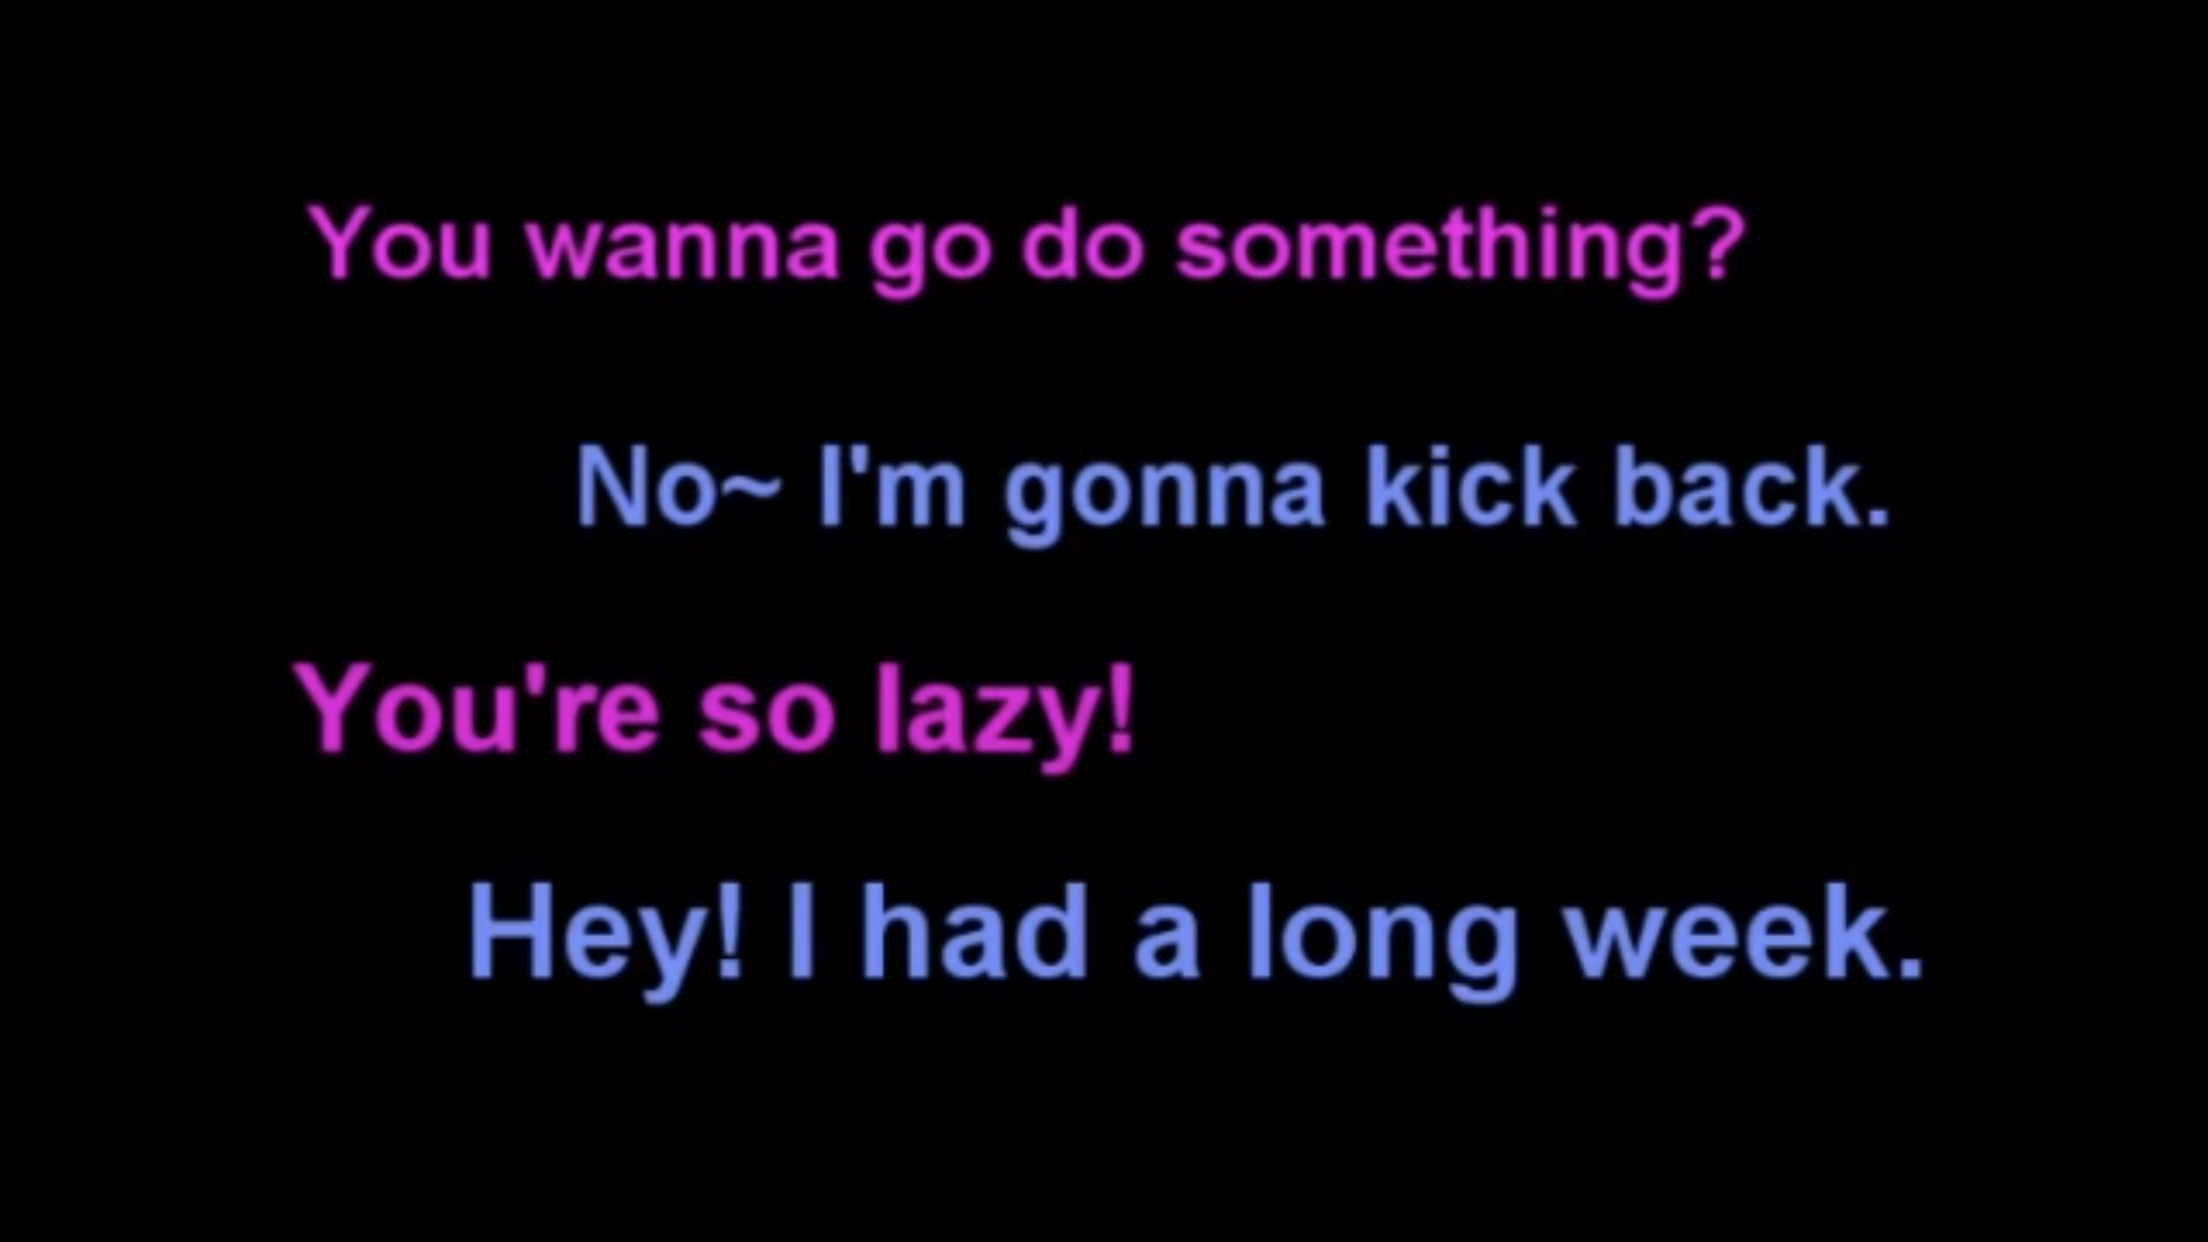 You wanna go do something?
No~ I'm gonna kick back.
You're so lazy!
Hey! I had a long week.